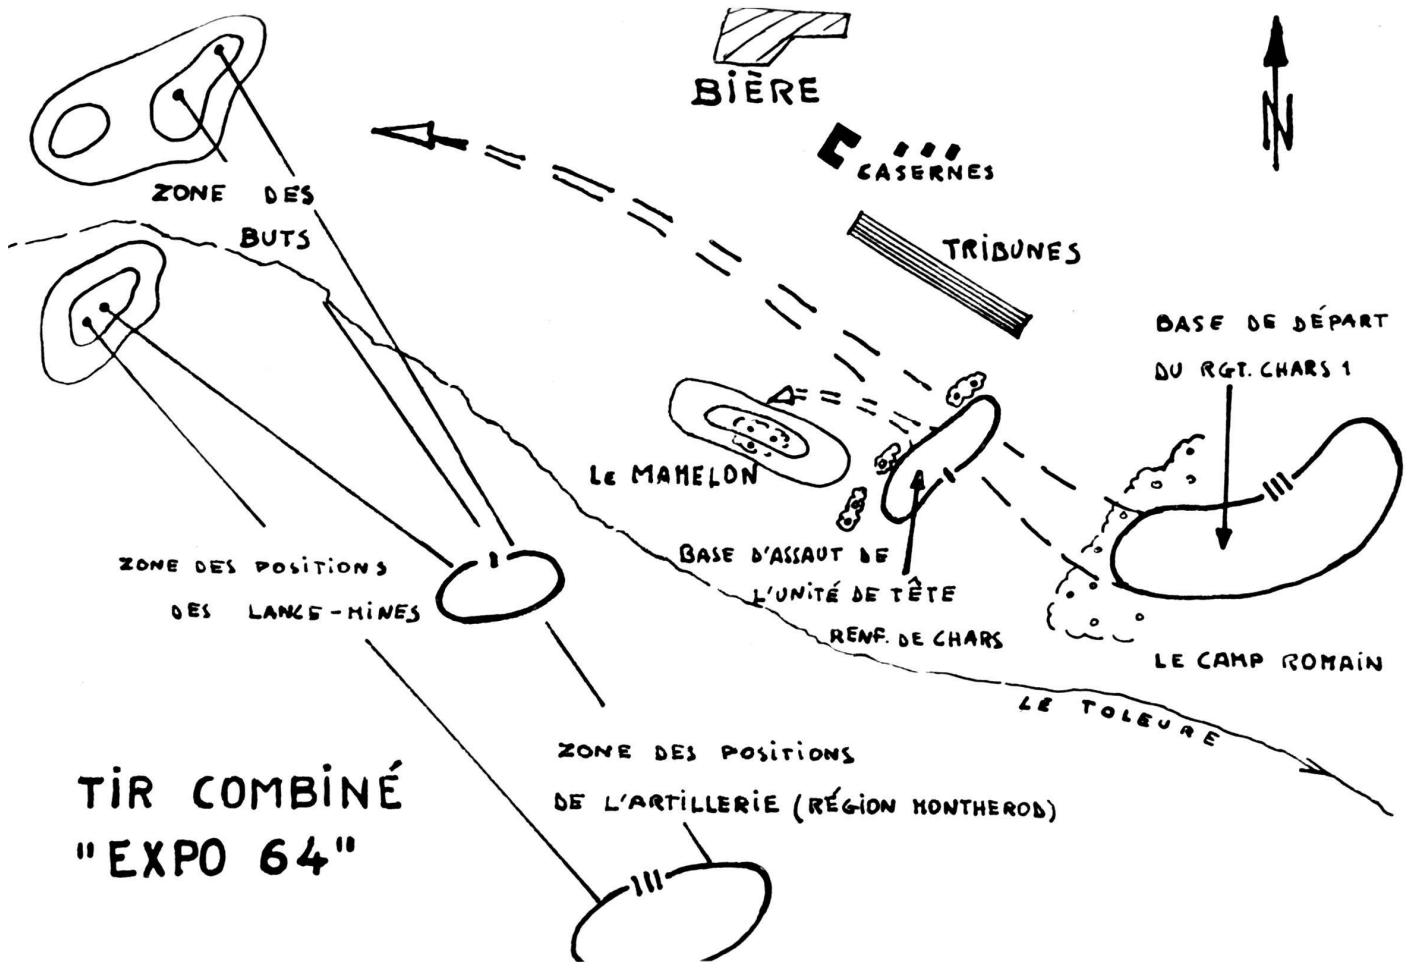 BIÈRE
N
CASERNES
ZONE DES
BUTS
TRIBUNES
BASE DE DÉPART
DU RGT. CHARS 1
LE MAMELON
BASE D'ASSAUT DE
L'UNITÉ DE TÊTE
RENF. DE CHARS
ZONE DES POSITIONS
DES LANCE-MINES
LE CAMP ROMAIN
LE TOLEURE
ZONE DES POSITIONS
DE L'ARTILLERIE (RÉGION MONTHEROD)
TIR COMBINÉ
"EXPO 64"